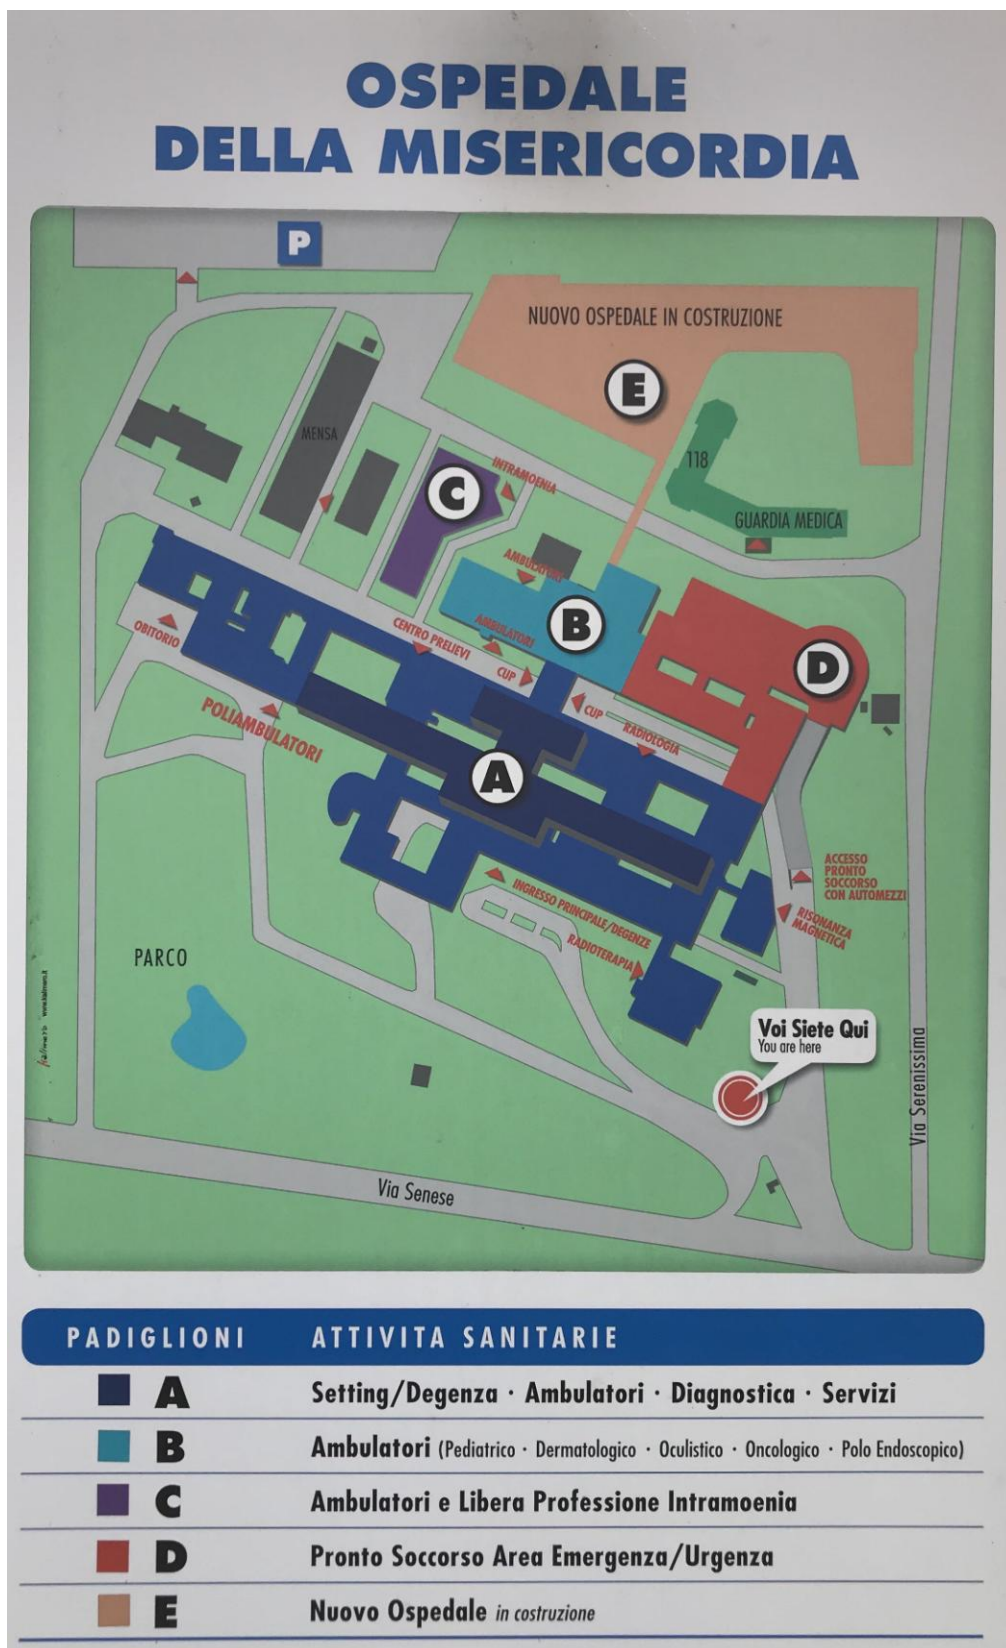 OSPEDALE
DELLA MISERICORDIA
P
NUOVO OSPEDALE IN COSTRUZIONE
E
MENSA
118
C
INTRAMOENIA
GUARDIA MEDICA
AMBULATORI
B
OBITORIO
CENTRO PRELIEVI
AMBULATORI
CUP
D
POLIAMBULATORI
CUP
RADIOLOGIA
A
ACCESSO
PRONTO
SOCCORSO
CON AUTOMEZZI
INGRESSO PRINCIPALE/DEGENZE
RISONANZA
MAGNETICA
RADIOTERAPIA
PARCO
Voi Siete Qui
You are here
Via Serenissima
Via Senese
PADIGLIONI ATTIVITA SANITARIE
A Setting/Degenza · Ambulatori · Diagnostica · Servizi
B Ambulatori (Pediatrico · Dermatologico · Oculistico · Oncologico · Polo Endoscopico)
C Ambulatori e Libera Professione Intramoenia
D Pronto Soccorso Area Emergenza/Urgenza
E Nuovo Ospedale in costruzione